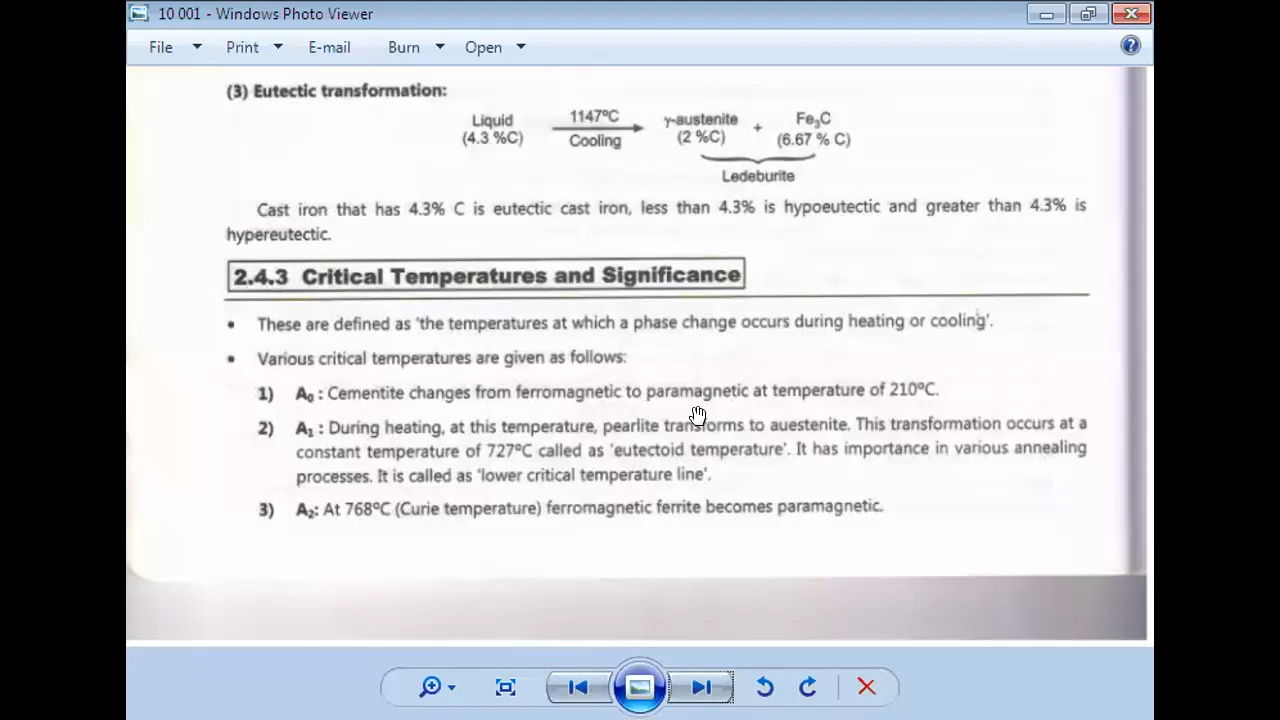 10 001 - Windows Photo Viewer
File Print E-mail Burn Open
(3) Eutectic transformation:
Liquid 1147ºC γ-austenite + Fe₃C
(4.3 %C) Cooling (2 %C) (6.67 % C)
Ledeburite
Cast iron that has 4.3% C is eutectic cast iron, less than 4.3% is hypoeutectic and greater than 4.3% is
hypereutectic.
2.4.3 Critical Temperatures and Significance
• These are defined as 'the temperatures at which a phase change occurs during heating or cooling'.
• Various critical temperatures are given as follows:
1) A₀ : Cementite changes from ferromagnetic to paramagnetic at temperature of 210ºC.
2) A₁ : During heating, at this temperature, pearlite transforms to auestenite. This transformation occurs at a
constant temperature of 727ºC called as 'eutectoid temperature'. It has importance in various annealing
processes. It is called as 'lower critical temperature line'.
3) A₂: At 768ºC (Curie temperature) ferromagnetic ferrite becomes paramagnetic.